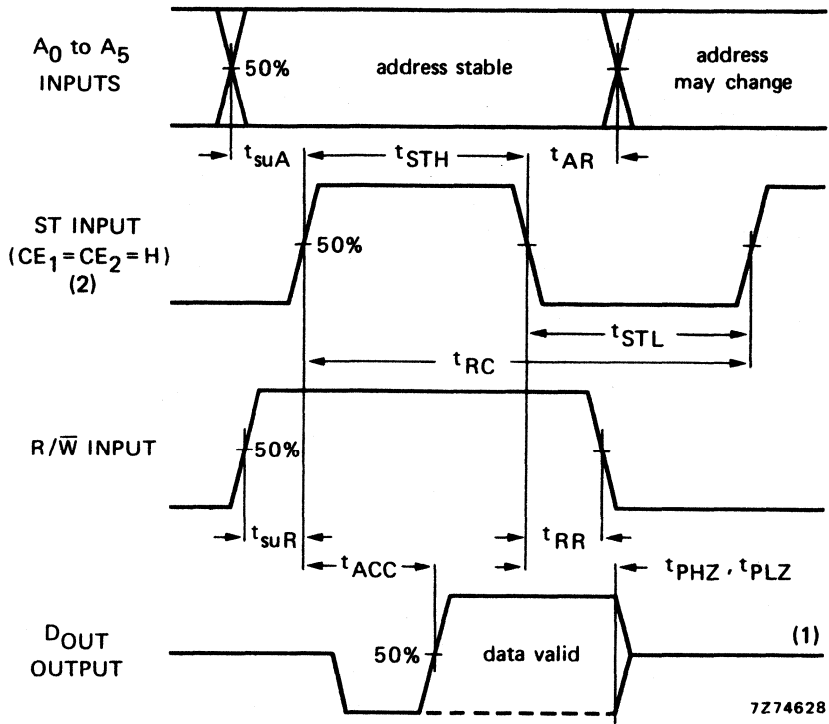 A0 to A5
INPUTS
50%
address stable
address
may change
tsuA
tSTH
tAR
ST INPUT
(CE1=CE2=H)
(2)
50%
tSTL
tRC
R/W̅ INPUT
50%
tsuR
tRR
tACC
tPHZ, tPLZ
DOUT
OUTPUT
50%
data valid
(1)
7Z74628